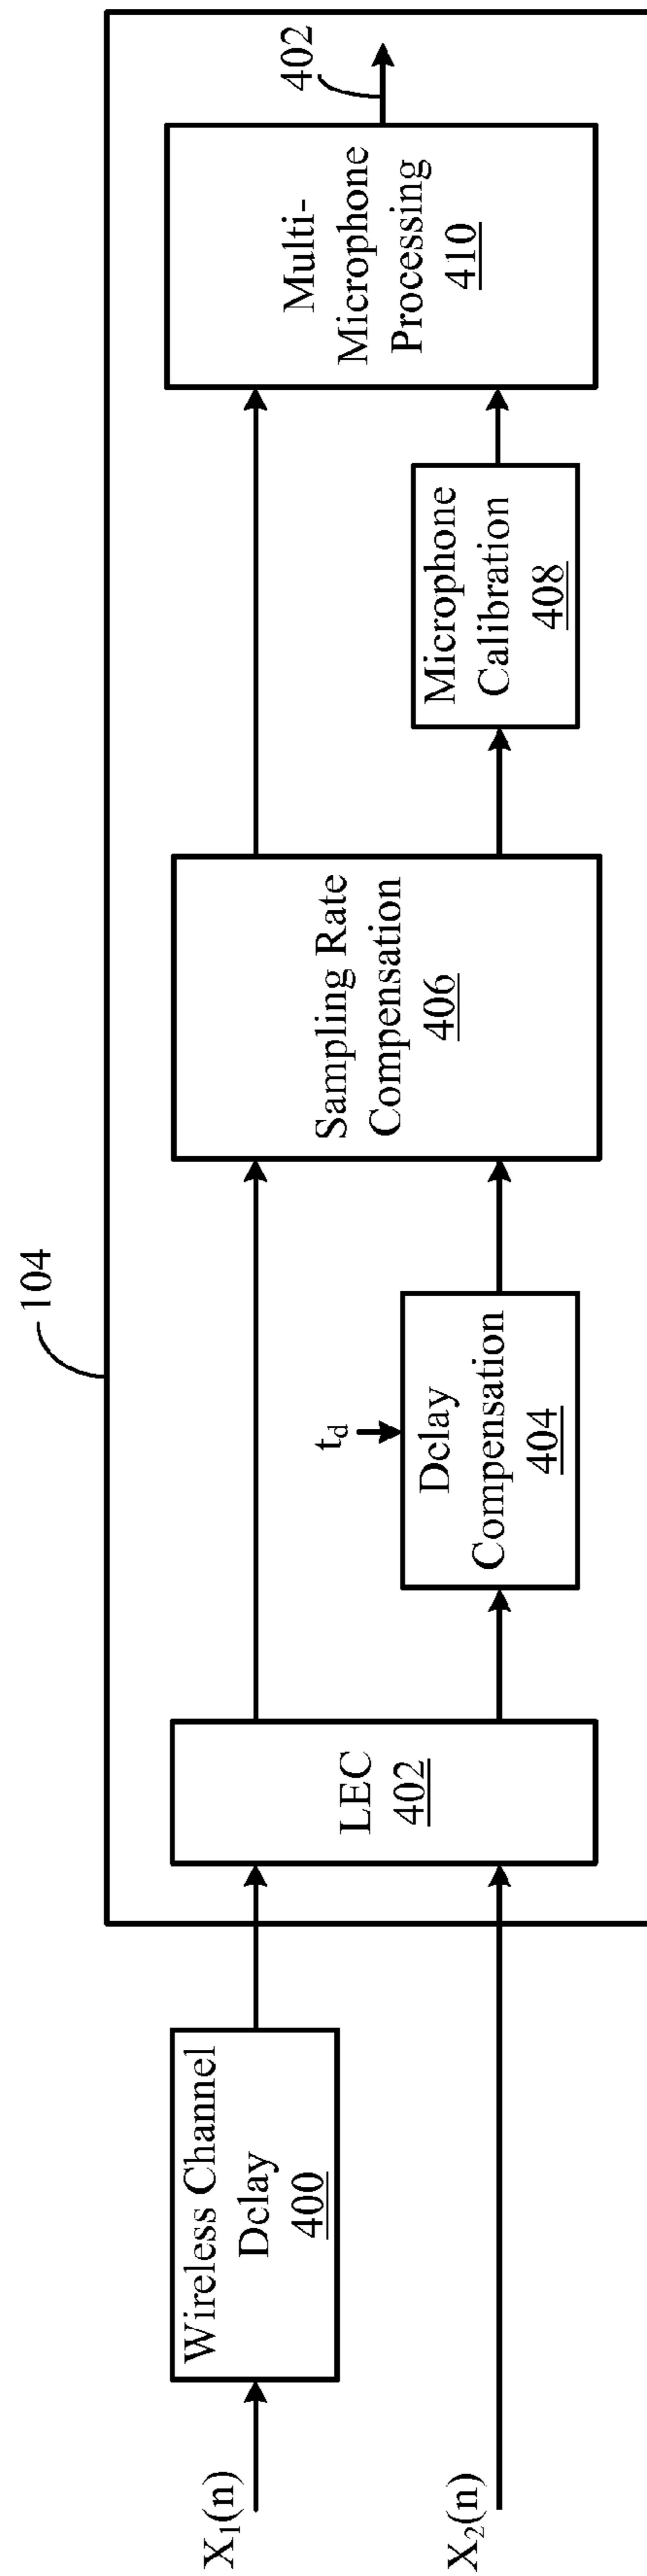 104
X₁(n)
Wireless Channel
Dclay
400
X₂(n)
LEC
402
t_d
Dclay
Compensation
404
Sampling Rate
Compensation
406
Microphone
Calibration
408
Multi-
Microphone
Processing
410
402